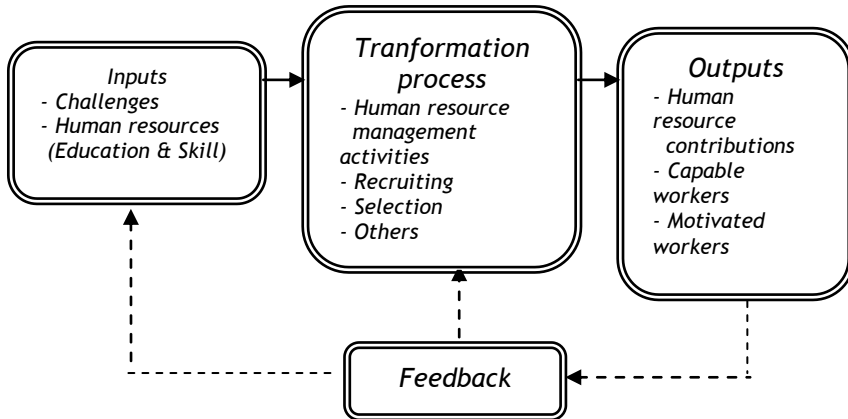 Inputs
- Challenges
- Human resources
(Education & Skill)
Tranformation
process
- Human resource
management
activities
- Recruiting
- Selection
- Others
Outputs
- Human
resource
contributions
- Capable
workers
- Motivated
workers
Feedback